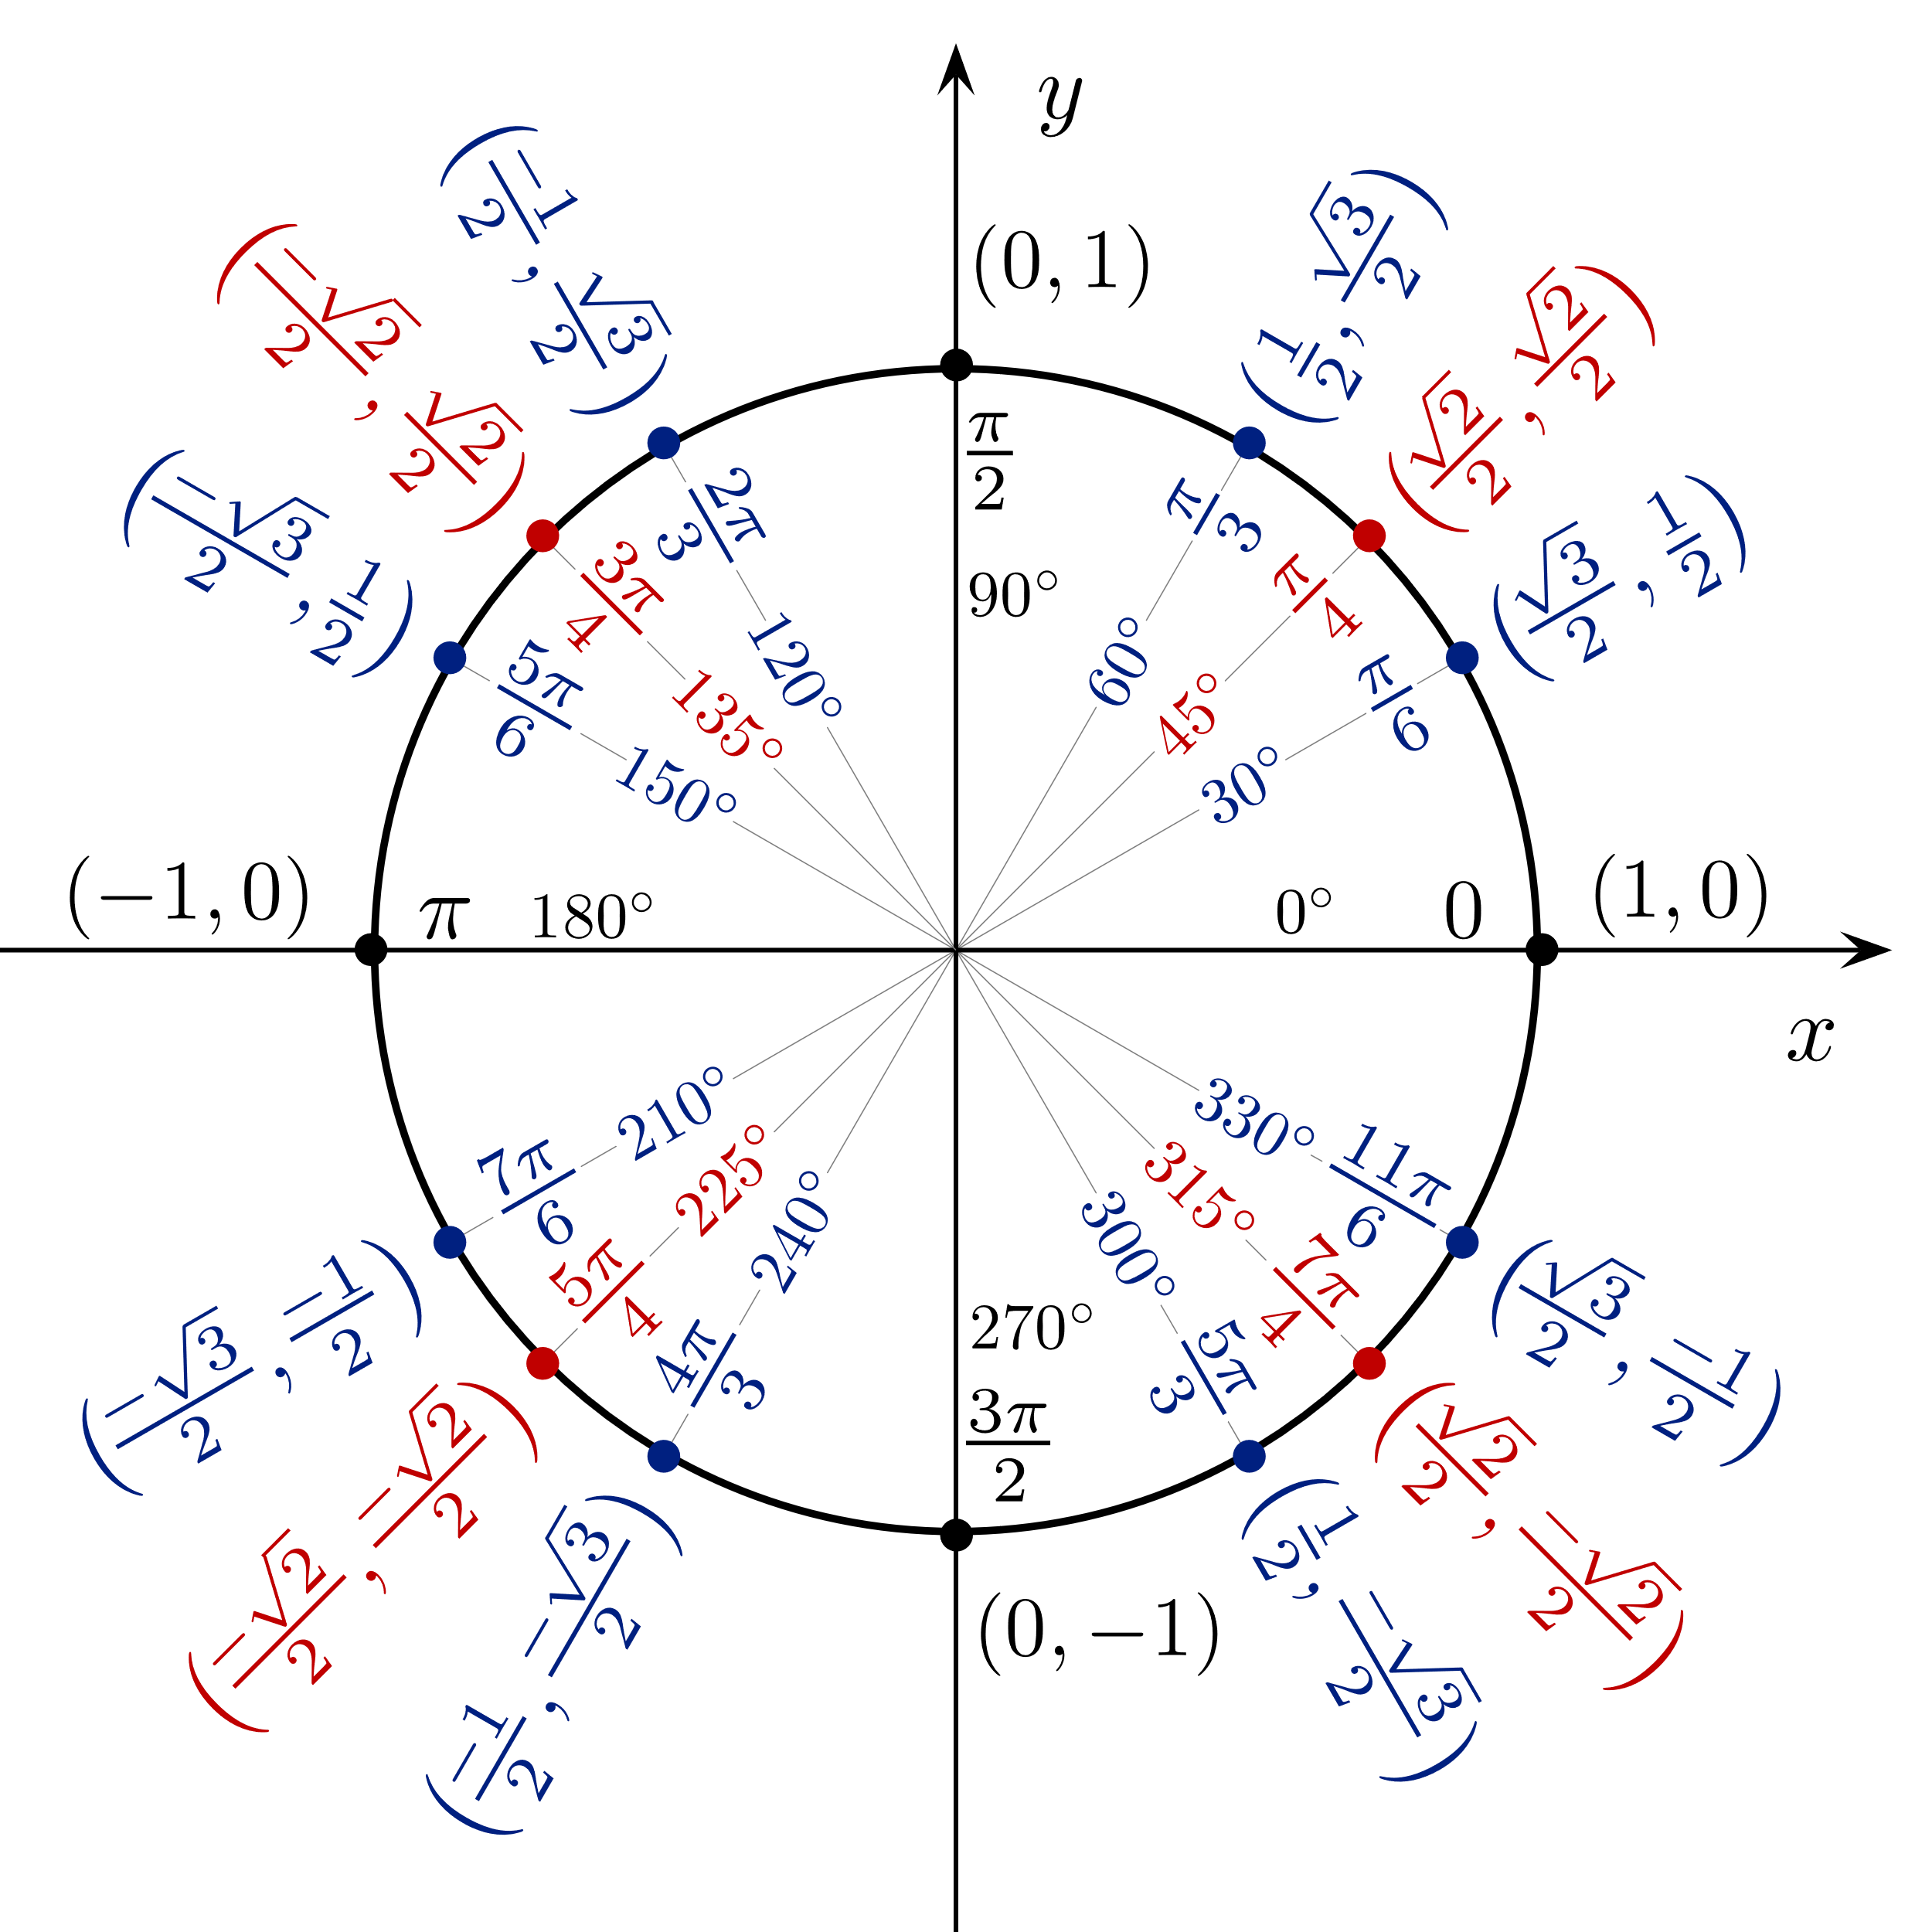 y
(0, 1)
π/2
90°
(1/2, √3/2)
π/3
60°
(√2/2, √2/2)
π/4
45°
(√3/2, 1/2)
π/6
30°
(1, 0)
0
0°
x
(−1/2, √3/2)
2π/3
120°
(−√2/2, √2/2)
3π/4
135°
(−√3/2, 1/2)
5π/6
150°
(−1, 0)
π
180°
210°
7π/6
(−√3/2, −1/2)
225°
5π/4
(−√2/2, −√2/2)
240°
4π/3
(−1/2, −√3/2)
270°
3π/2
(0, −1)
300°
5π/3
(1/2, −√3/2)
315°
7π/4
(√2/2, −√2/2)
330°
11π/6
(√3/2, −1/2)